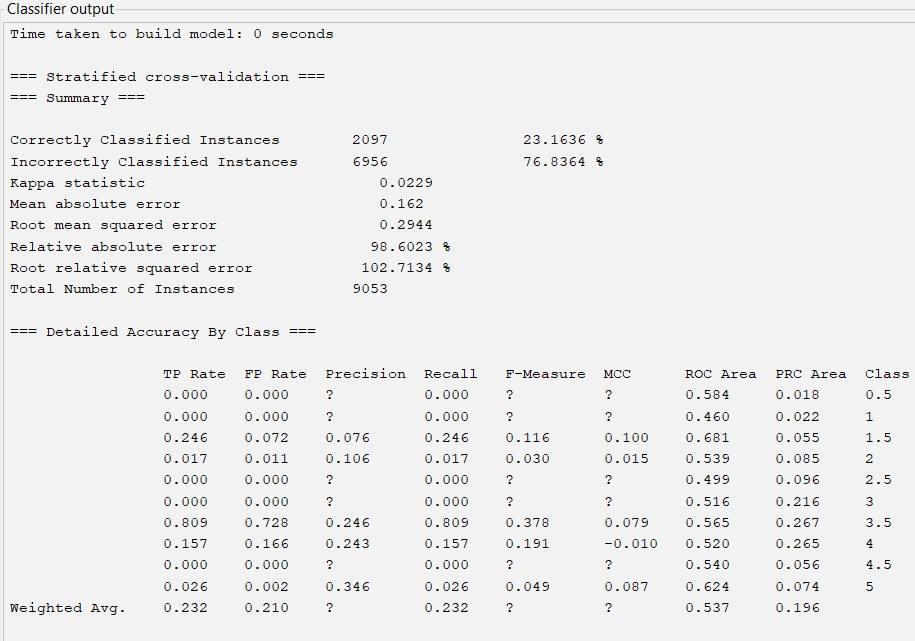 Classifier output
Time taken to build model: 0 seconds
=== Stratified cross-validation ===
=== Summary ===
Correctly Classified Instances 2097 23.1636 %
Incorrectly Classified Instances 6956 76.8364 %
Kappa statistic 0.0229
Mean absolute error 0.162
Root mean squared error 0.2944
Relative absolute error 98.6023 %
Root relative squared error 102.7134 %
Total Number of Instances 9053
=== Detailed Accuracy By Class ===
TP Rate FP Rate Precision Recall F-Measure MCC ROC Area PRC Area Class
0.000 0.000 ? 0.000 ? ? 0.584 0.018 0.5
0.000 0.000 ? 0.000 ? ? 0.460 0.022 1
0.246 0.072 0.076 0.246 0.116 0.100 0.681 0.055 1.5
0.017 0.011 0.106 0.017 0.030 0.015 0.539 0.085 2
0.000 0.000 ? 0.000 ? ? 0.499 0.096 2.5
0.000 0.000 ? 0.000 ? ? 0.516 0.216 3
0.809 0.728 0.246 0.809 0.378 0.079 0.565 0.267 3.5
0.157 0.166 0.243 0.157 0.191 -0.010 0.520 0.265 4
0.000 0.000 ? 0.000 ? ? 0.540 0.056 4.5
0.026 0.002 0.346 0.026 0.049 0.087 0.624 0.074 5
Weighted Avg. 0.232 0.210 ? 0.232 ? ? 0.537 0.196